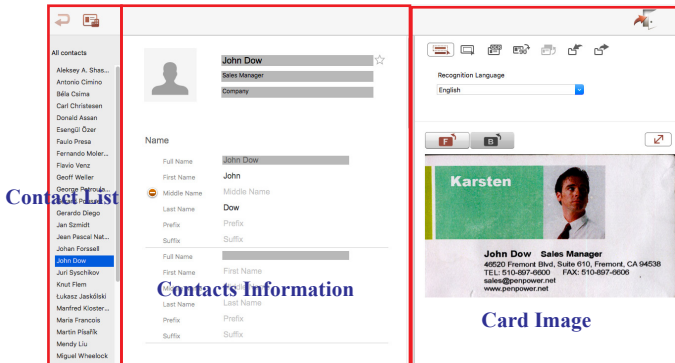 All contacts
Aleksey A. Shas...
Antonio Cimino
Béla Csima
Carl Christesen
Donald Assan
Esengül Özer
Faulo Presa
Fernando Moler...
Flavio Venz
Geoff Weller
George Petroula...
Gerardo Diego
Jan Szmidt
Jean Pascal Nat...
Johan Forssell
John Dow
Juri Syschikov
Knut Flem
Łukasz Jaskólski
Manfred Kloster...
Maris Francois
Martin Písařík
Mendy Liu
Miguel Wheelock
Contact List
John Dow
Sales Manager
Company
Name
Full Name John Dow
First Name John
Middle Name Middle Name
Last Name Dow
Prefix Prefix
Suffix Suffix
Full Name
First Name First Name
Last Name Last Name
Prefix Prefix
Suffix Suffix
Contacts Information
Recognition Language
English
F B
Karsten
John Dow Sales Manager
46520 Fremont Blvd, Suite 610, Fremont, CA 94538
TEL: 510-897-6600 FAX: 510-897-6606
sales@penpower.net
www.penpower.net
Card Image